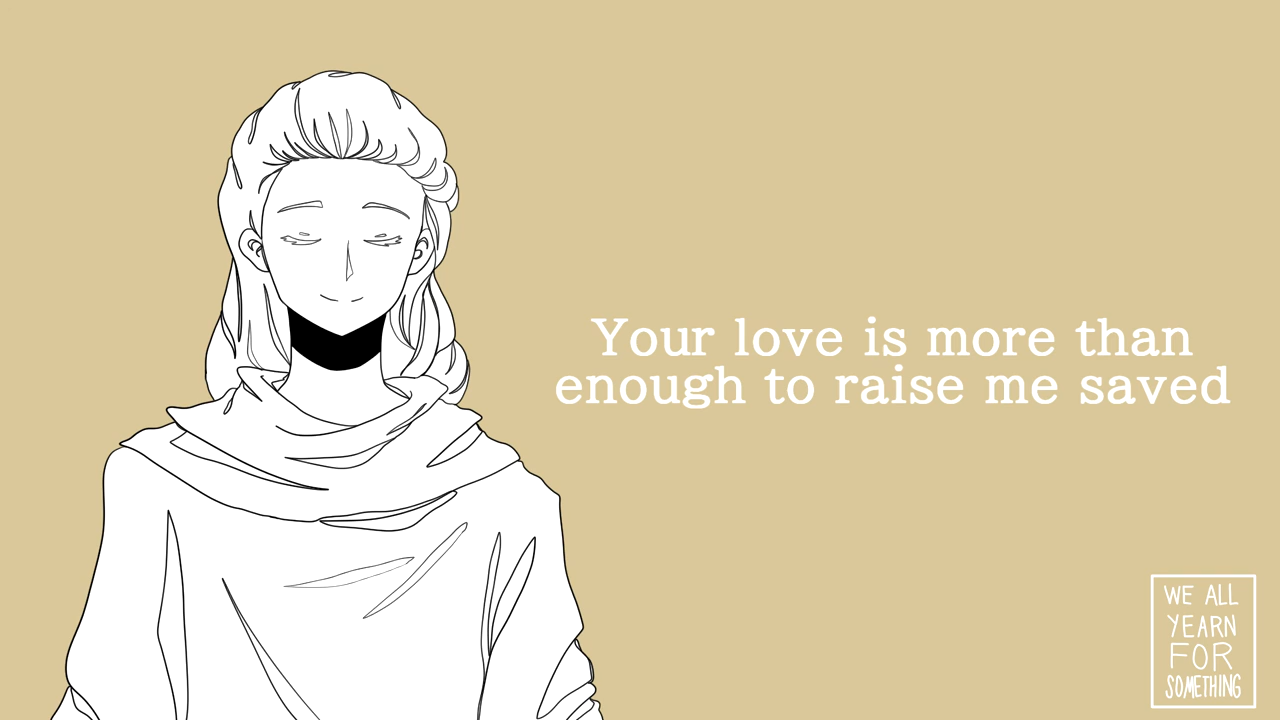 Your love is more than
enough to raise me saved
WE ALL
YEARN
FOR
SOMETHING